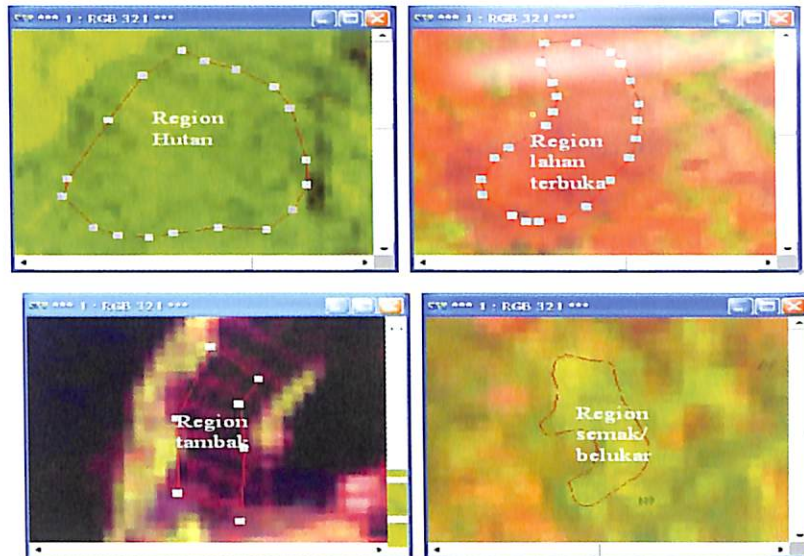 *** 1 : RGB 321 ***
*** 1 : RGB 321 ***
Region
Hutan
Region
lahan
terbuka
*** 1 : RGB 321 ***
*** 1 : RGB 321 ***
Region
tambak
Region
semak/
belukar